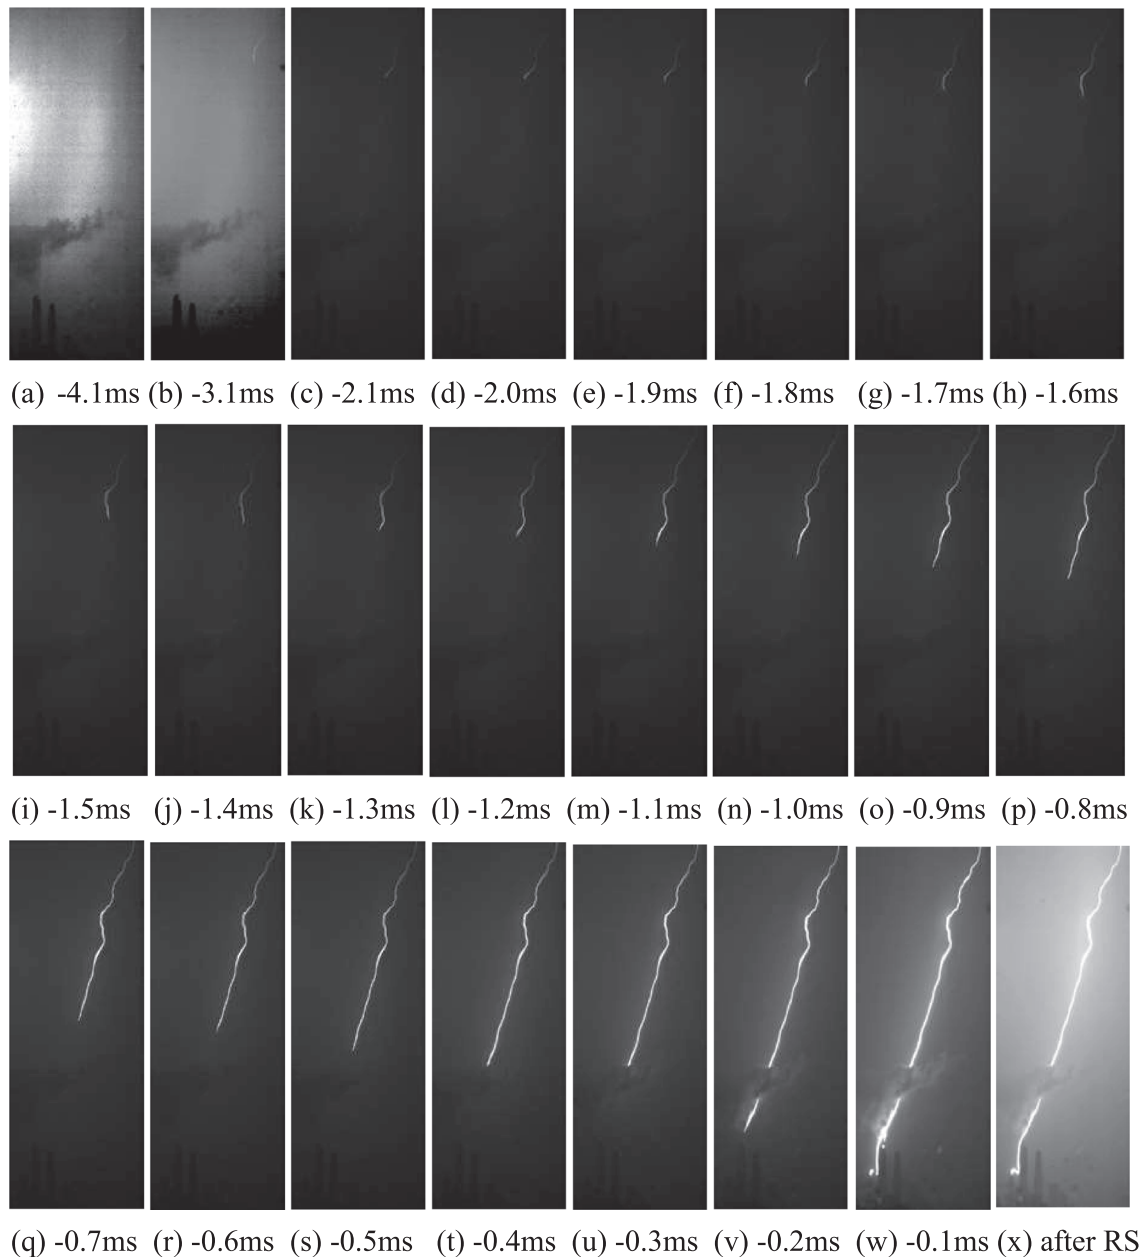 (a) -4.1ms (b) -3.1ms (c) -2.1ms (d) -2.0ms (e) -1.9ms (f) -1.8ms (g) -1.7ms (h) -1.6ms
(i) -1.5ms (j) -1.4ms (k) -1.3ms (l) -1.2ms (m) -1.1ms (n) -1.0ms (o) -0.9ms (p) -0.8ms
(q) -0.7ms (r) -0.6ms (s) -0.5ms (t) -0.4ms (u) -0.3ms (v) -0.2ms (w) -0.1ms (x) after RS